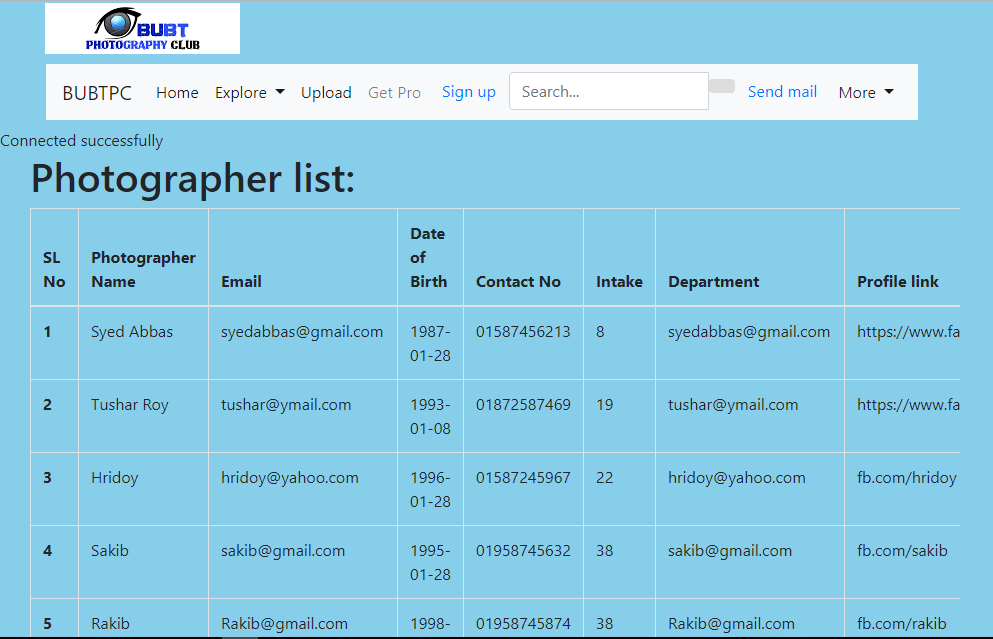 BUBT
PHOTOGRAPHY CLUB
BUBTPC Home Explore Upload Get Pro Sign up Search... Send mail More
Connected successfully
Photographer list:
SL No Photographer Name Email Date of Birth Contact No Intake Department Profile link
1 Syed Abbas syedabbas@gmail.com 1987-01-28 01587456213 8 syedabbas@gmail.com https://www.fa
2 Tushar Roy tushar@ymail.com 1993-01-08 01872587469 19 tushar@ymail.com https://www.fa
3 Hridoy hridoy@yahoo.com 1996-01-28 01587245967 22 hridoy@yahoo.com fb.com/hridoy
4 Sakib sakib@gmail.com 1995-01-28 01958745632 38 sakib@gmail.com fb.com/sakib
5 Rakib Rakib@gmail.com 1998- 01958745874 38 Rakib@gmail.com fb.com/rakib